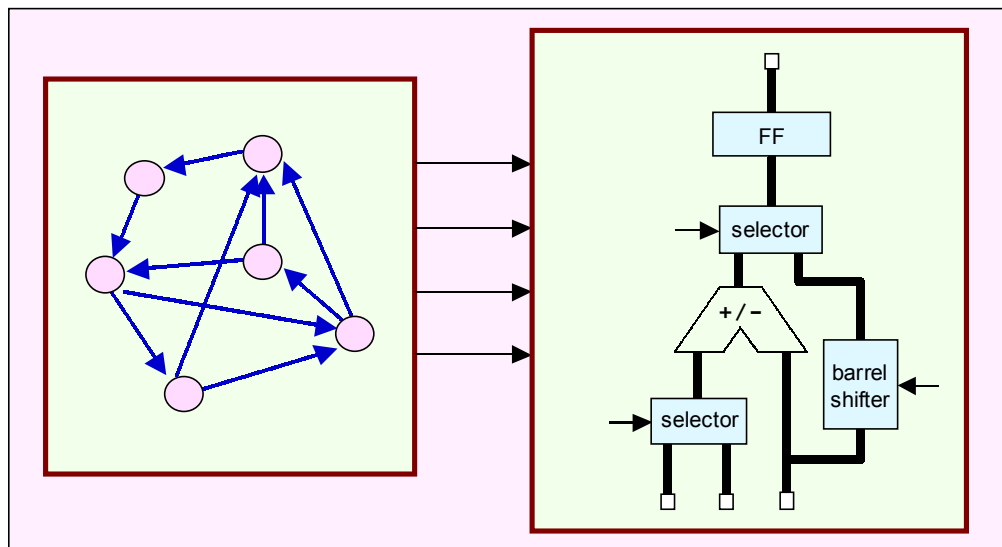 FF
selector
+ / −
barrel
shifter
selector